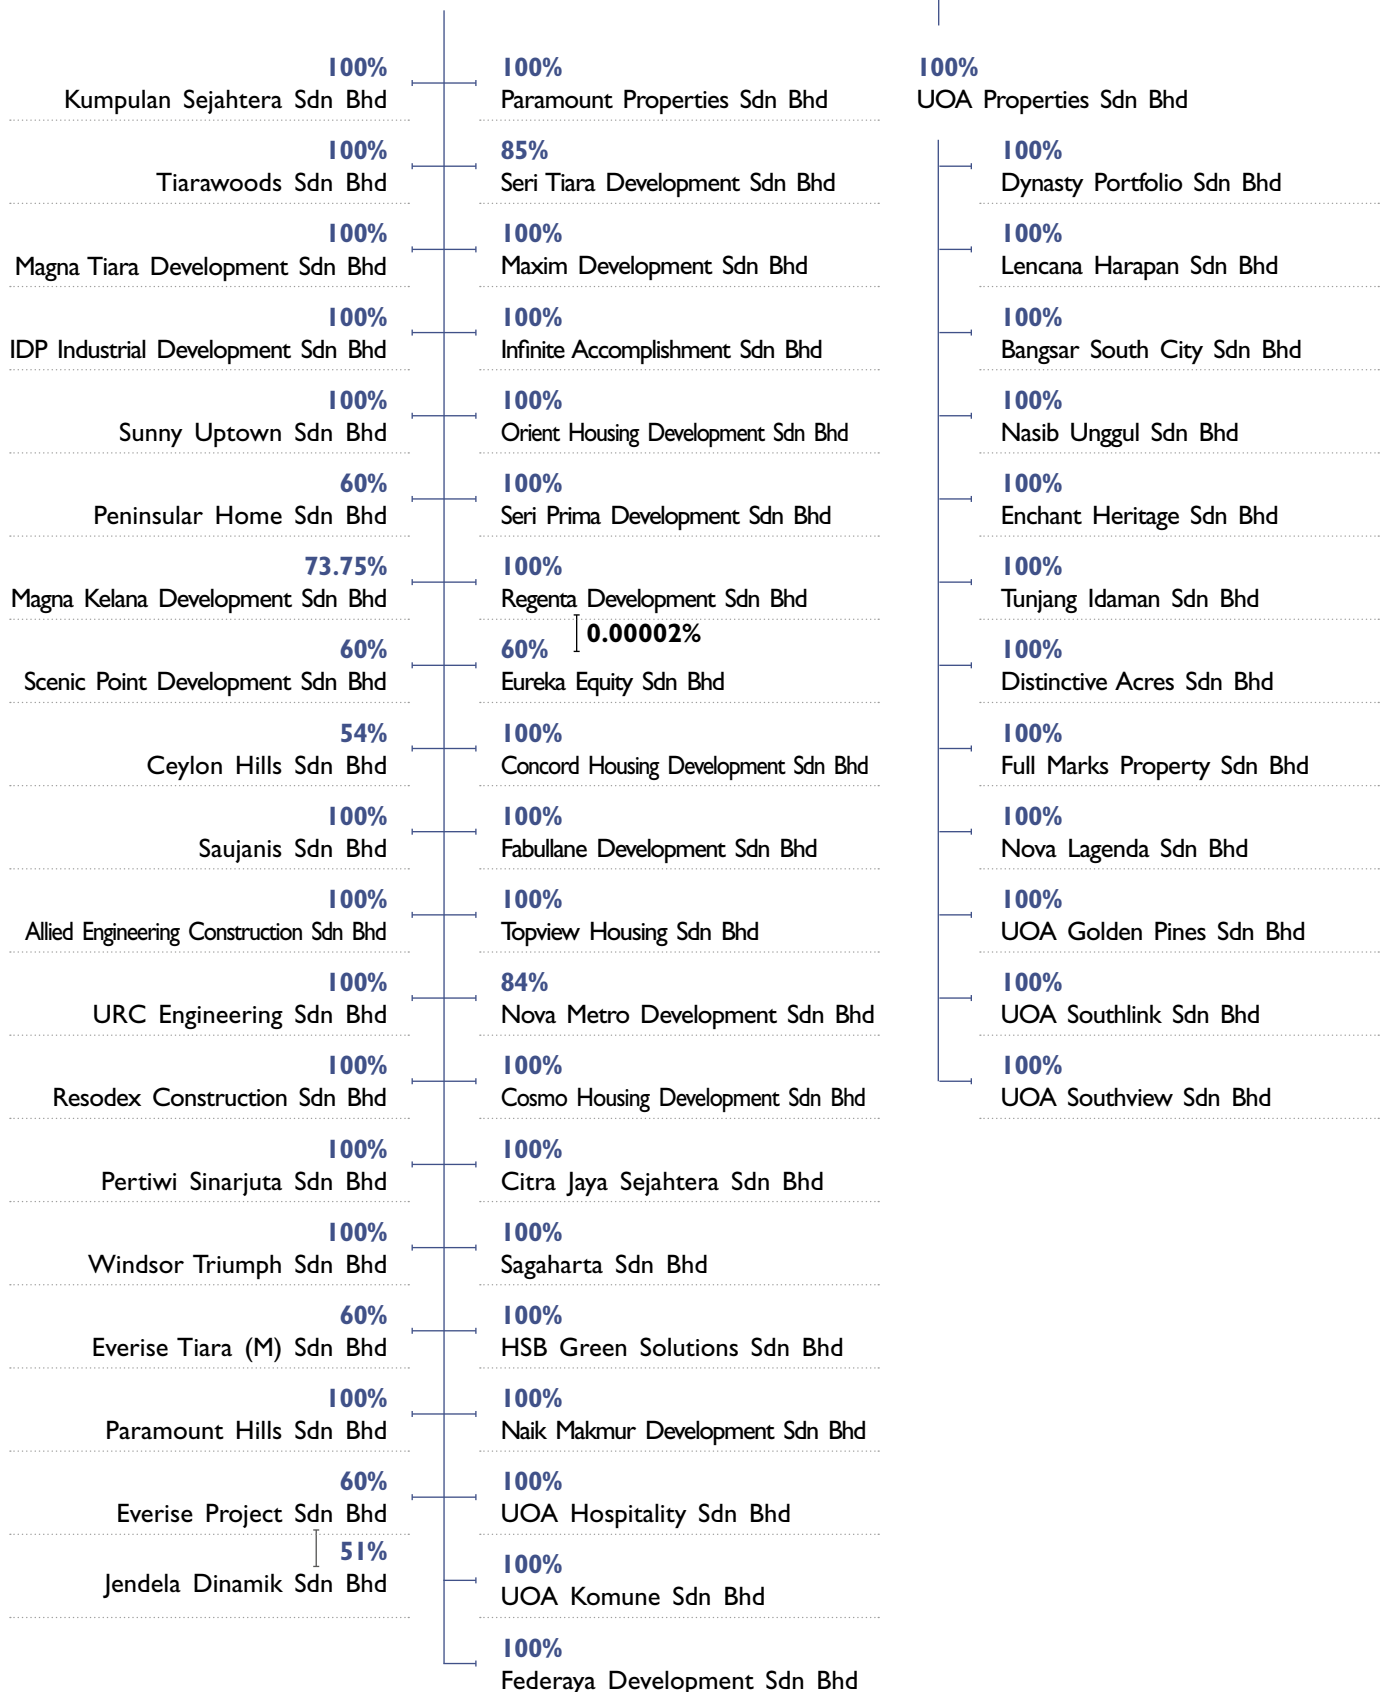 100%
Kumpulan Sejahtera Sdn Bhd
100%
Tiarawoods Sdn Bhd
100%
Magna Tiara Development Sdn Bhd
100%
IDP Industrial Development Sdn Bhd
100%
Sunny Uptown Sdn Bhd
60%
Peninsular Home Sdn Bhd
73.75%
Magna Kelana Development Sdn Bhd
60%
Scenic Point Development Sdn Bhd
54%
Ceylon Hills Sdn Bhd
100%
Saujanis Sdn Bhd
100%
Allied Engineering Construction Sdn Bhd
100%
URC Engineering Sdn Bhd
100%
Resodex Construction Sdn Bhd
100%
Pertiwi Sinarjuta Sdn Bhd
100%
Windsor Triumph Sdn Bhd
60%
Everise Tiara (M) Sdn Bhd
100%
Paramount Hills Sdn Bhd
60%
Everise Project Sdn Bhd
51%
Jendela Dinamik Sdn Bhd
100%
Paramount Properties Sdn Bhd
85%
Seri Tiara Development Sdn Bhd
100%
Maxim Development Sdn Bhd
100%
Infinite Accomplishment Sdn Bhd
100%
Orient Housing Development Sdn Bhd
100%
Seri Prima Development Sdn Bhd
100%
Regenta Development Sdn Bhd
0.00002%
60%
Eureka Equity Sdn Bhd
100%
Concord Housing Development Sdn Bhd
100%
Fabullane Development Sdn Bhd
100%
Topview Housing Sdn Bhd
84%
Nova Metro Development Sdn Bhd
100%
Cosmo Housing Development Sdn Bhd
100%
Citra Jaya Sejahtera Sdn Bhd
100%
Sagaharta Sdn Bhd
100%
HSB Green Solutions Sdn Bhd
100%
Naik Makmur Development Sdn Bhd
100%
UOA Hospitality Sdn Bhd
100%
UOA Komune Sdn Bhd
100%
Federaya Development Sdn Bhd
100%
UOA Properties Sdn Bhd
100%
Dynasty Portfolio Sdn Bhd
100%
Lencana Harapan Sdn Bhd
100%
Bangsar South City Sdn Bhd
100%
Nasib Unggul Sdn Bhd
100%
Enchant Heritage Sdn Bhd
100%
Tunjang Idaman Sdn Bhd
100%
Distinctive Acres Sdn Bhd
100%
Full Marks Property Sdn Bhd
100%
Nova Lagenda Sdn Bhd
100%
UOA Golden Pines Sdn Bhd
100%
UOA Southlink Sdn Bhd
100%
UOA Southview Sdn Bhd